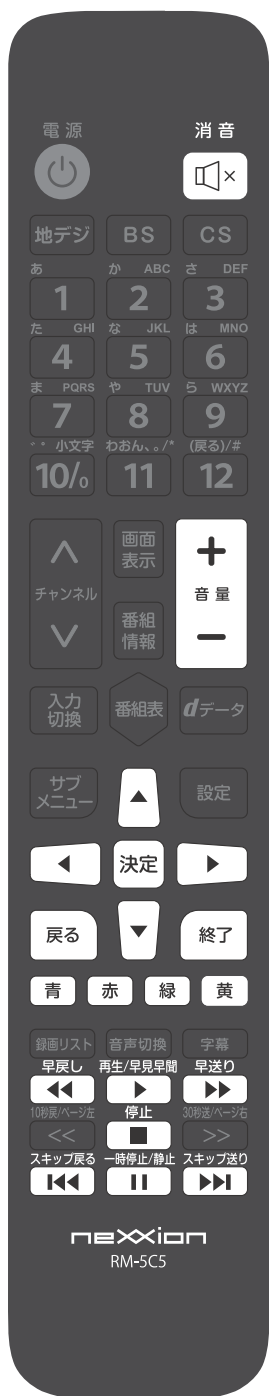 電源 消音
地デジ BS CS
あ か ABC さ DEF
1 2 3
た GHI な JKL は MNO
4 5 6
ま PQRS や TUV ら WXYZ
7 8 9
小文字 わをん、。/* (戻る)/#
10/0 11 12
画面
表示
チャンネル
音量
番組
情報
入力
切換
番組表
dデータ
サブ
メニュー
設定
決定
戻る 終了
青 赤 緑 黄
録画リスト 音声切換 字幕
早戻し 再生/早見早聞 早送り
10秒戻/ページ左 停止 30秒送/ページ右
<< >>
スキップ戻る 一時停止/静止 スキップ送り
neXXion
RM-5C5